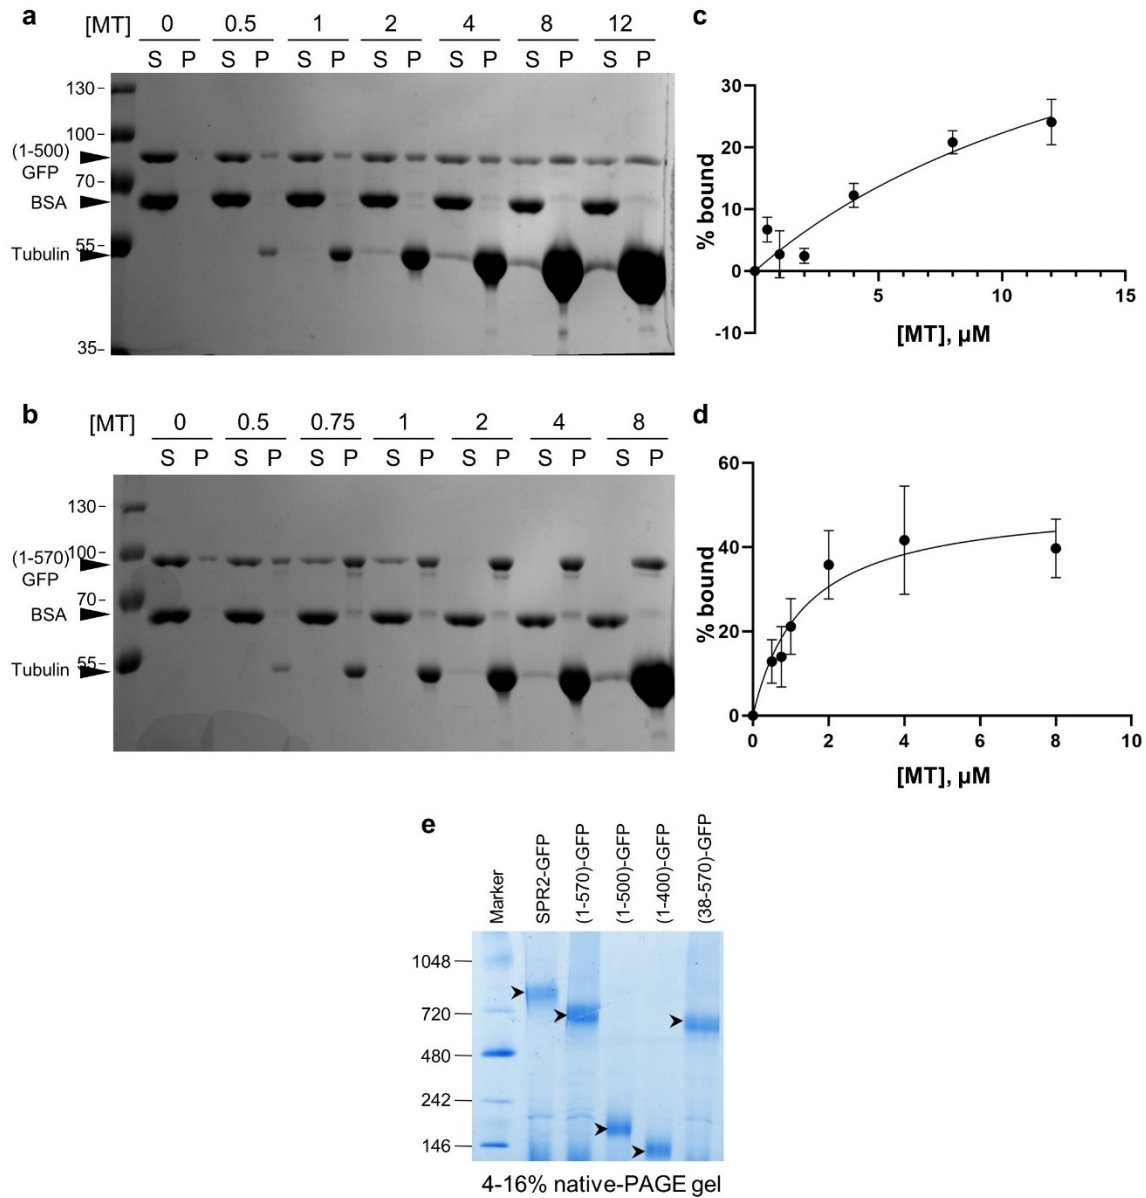 a
[MT] 0 0.5 1 2 4 8 12
S P S P S P S P S P S P S P
130
100
(1-500)
GFP
70
BSA
55
Tubulin
35
c
30
20
10
0
-10
% bound
5 10 15
[MT], µM
b
[MT] 0 0.5 0.75 1 2 4 8
S P S P S P S P S P S P S P
130
(1-570)
100
GFP
70
BSA
55
Tubulin
d
60
40
20
0
% bound
0 2 4 6 8 10
[MT], µM
e
Marker
SPR2-GFP
(1-570)-GFP
(1-500)-GFP
(1-400)-GFP
(38-570)-GFP
1048
720
480
242
146
4-16% native-PAGE gel